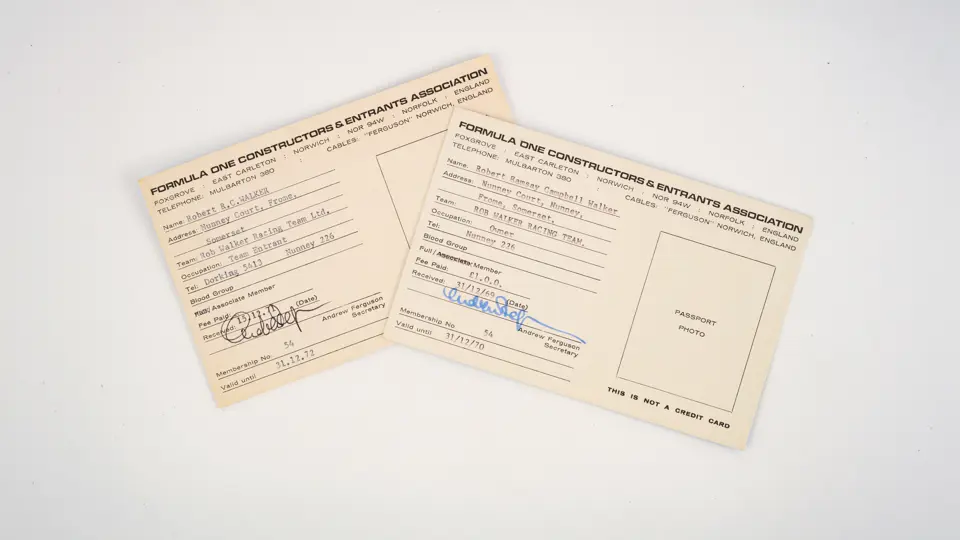 FORMULA ONE CONSTRUCTORS & ENTRANTS ASSOCIATION
FOXGROVE : EAST CARLETON : NORWICH : NOR 94W : NORFOLK : ENGLAND
TELEPHONE: MULBARTON 380 : CABLES: "FERGUSON" NORWICH, ENGLAND
Name: Robert R.C.WALKER
Address: Nunney Court, Frome,
Somerset
Team: Rob Walker Racing Team Ltd.
Occupation: Team Entrant
Tel: Dorking 5613 Nunney 226
Blood Group
Associate Member
Fee Paid: (Date)
Received:
Andrew Ferguson
Secretary
Membership No. 54
Valid until 31.12.72
FORMULA ONE CONSTRUCTORS & ENTRANTS ASSOCIATION
FOXGROVE : EAST CARLETON : NORWICH : NOR 94W : NORFOLK : ENGLAND
TELEPHONE: MULBARTON 380 : CABLES: "FERGUSON" NORWICH, ENGLAND
Name: Robert Ramsay Campbell Walker
Address: Nunney Court, Nunney,
Frome, Somerset.
Team: ROB WALKER RACING TEAM.
Occupation: Owner
Tel: Nunney 226
Blood Group
Full/Associate Member
Fee Paid: £1.0.0.
Received: 31/12/69 (Date)
Andrew Ferguson
Secretary
Membership No 54
Valid until 31/12/70
PASSPORT
PHOTO
THIS IS NOT A CREDIT CARD